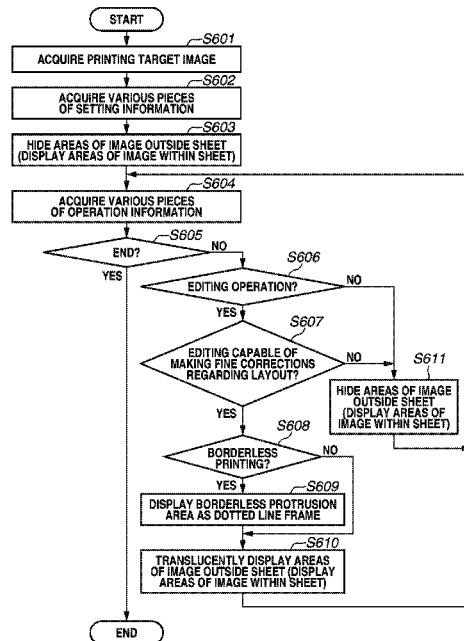 START
S601
ACQUIRE PRINTING TARGET IMAGE
S602
ACQUIRE VARIOUS PIECES
OF SETTING INFORMATION
S603
HIDE AREAS OF IMAGE OUTSIDE SHEET
(DISPLAY AREAS OF IMAGE WITHIN SHEET)
S604
ACQUIRE VARIOUS PIECES
OF OPERATION INFORMATION
S605
END?
NO
YES
S606
EDITING OPERATION?
NO
YES
S607
EDITING CAPABLE OF
MAKING FINE CORRECTIONS
REGARDING LAYOUT?
NO
YES
S611
HIDE AREAS OF IMAGE
OUTSIDE SHEET
(DISPLAY AREAS OF
IMAGE WITHIN SHEET)
S608
BORDERLESS
PRINTING?
NO
YES
S609
DISPLAY BORDERLESS PROTRUSION
AREA AS DOTTED LINE FRAME
S610
TRANSLUCENTLY DISPLAY AREAS
OF IMAGE OUTSIDE SHEET (DISPLAY
AREAS OF IMAGE WITHIN SHEET)
END